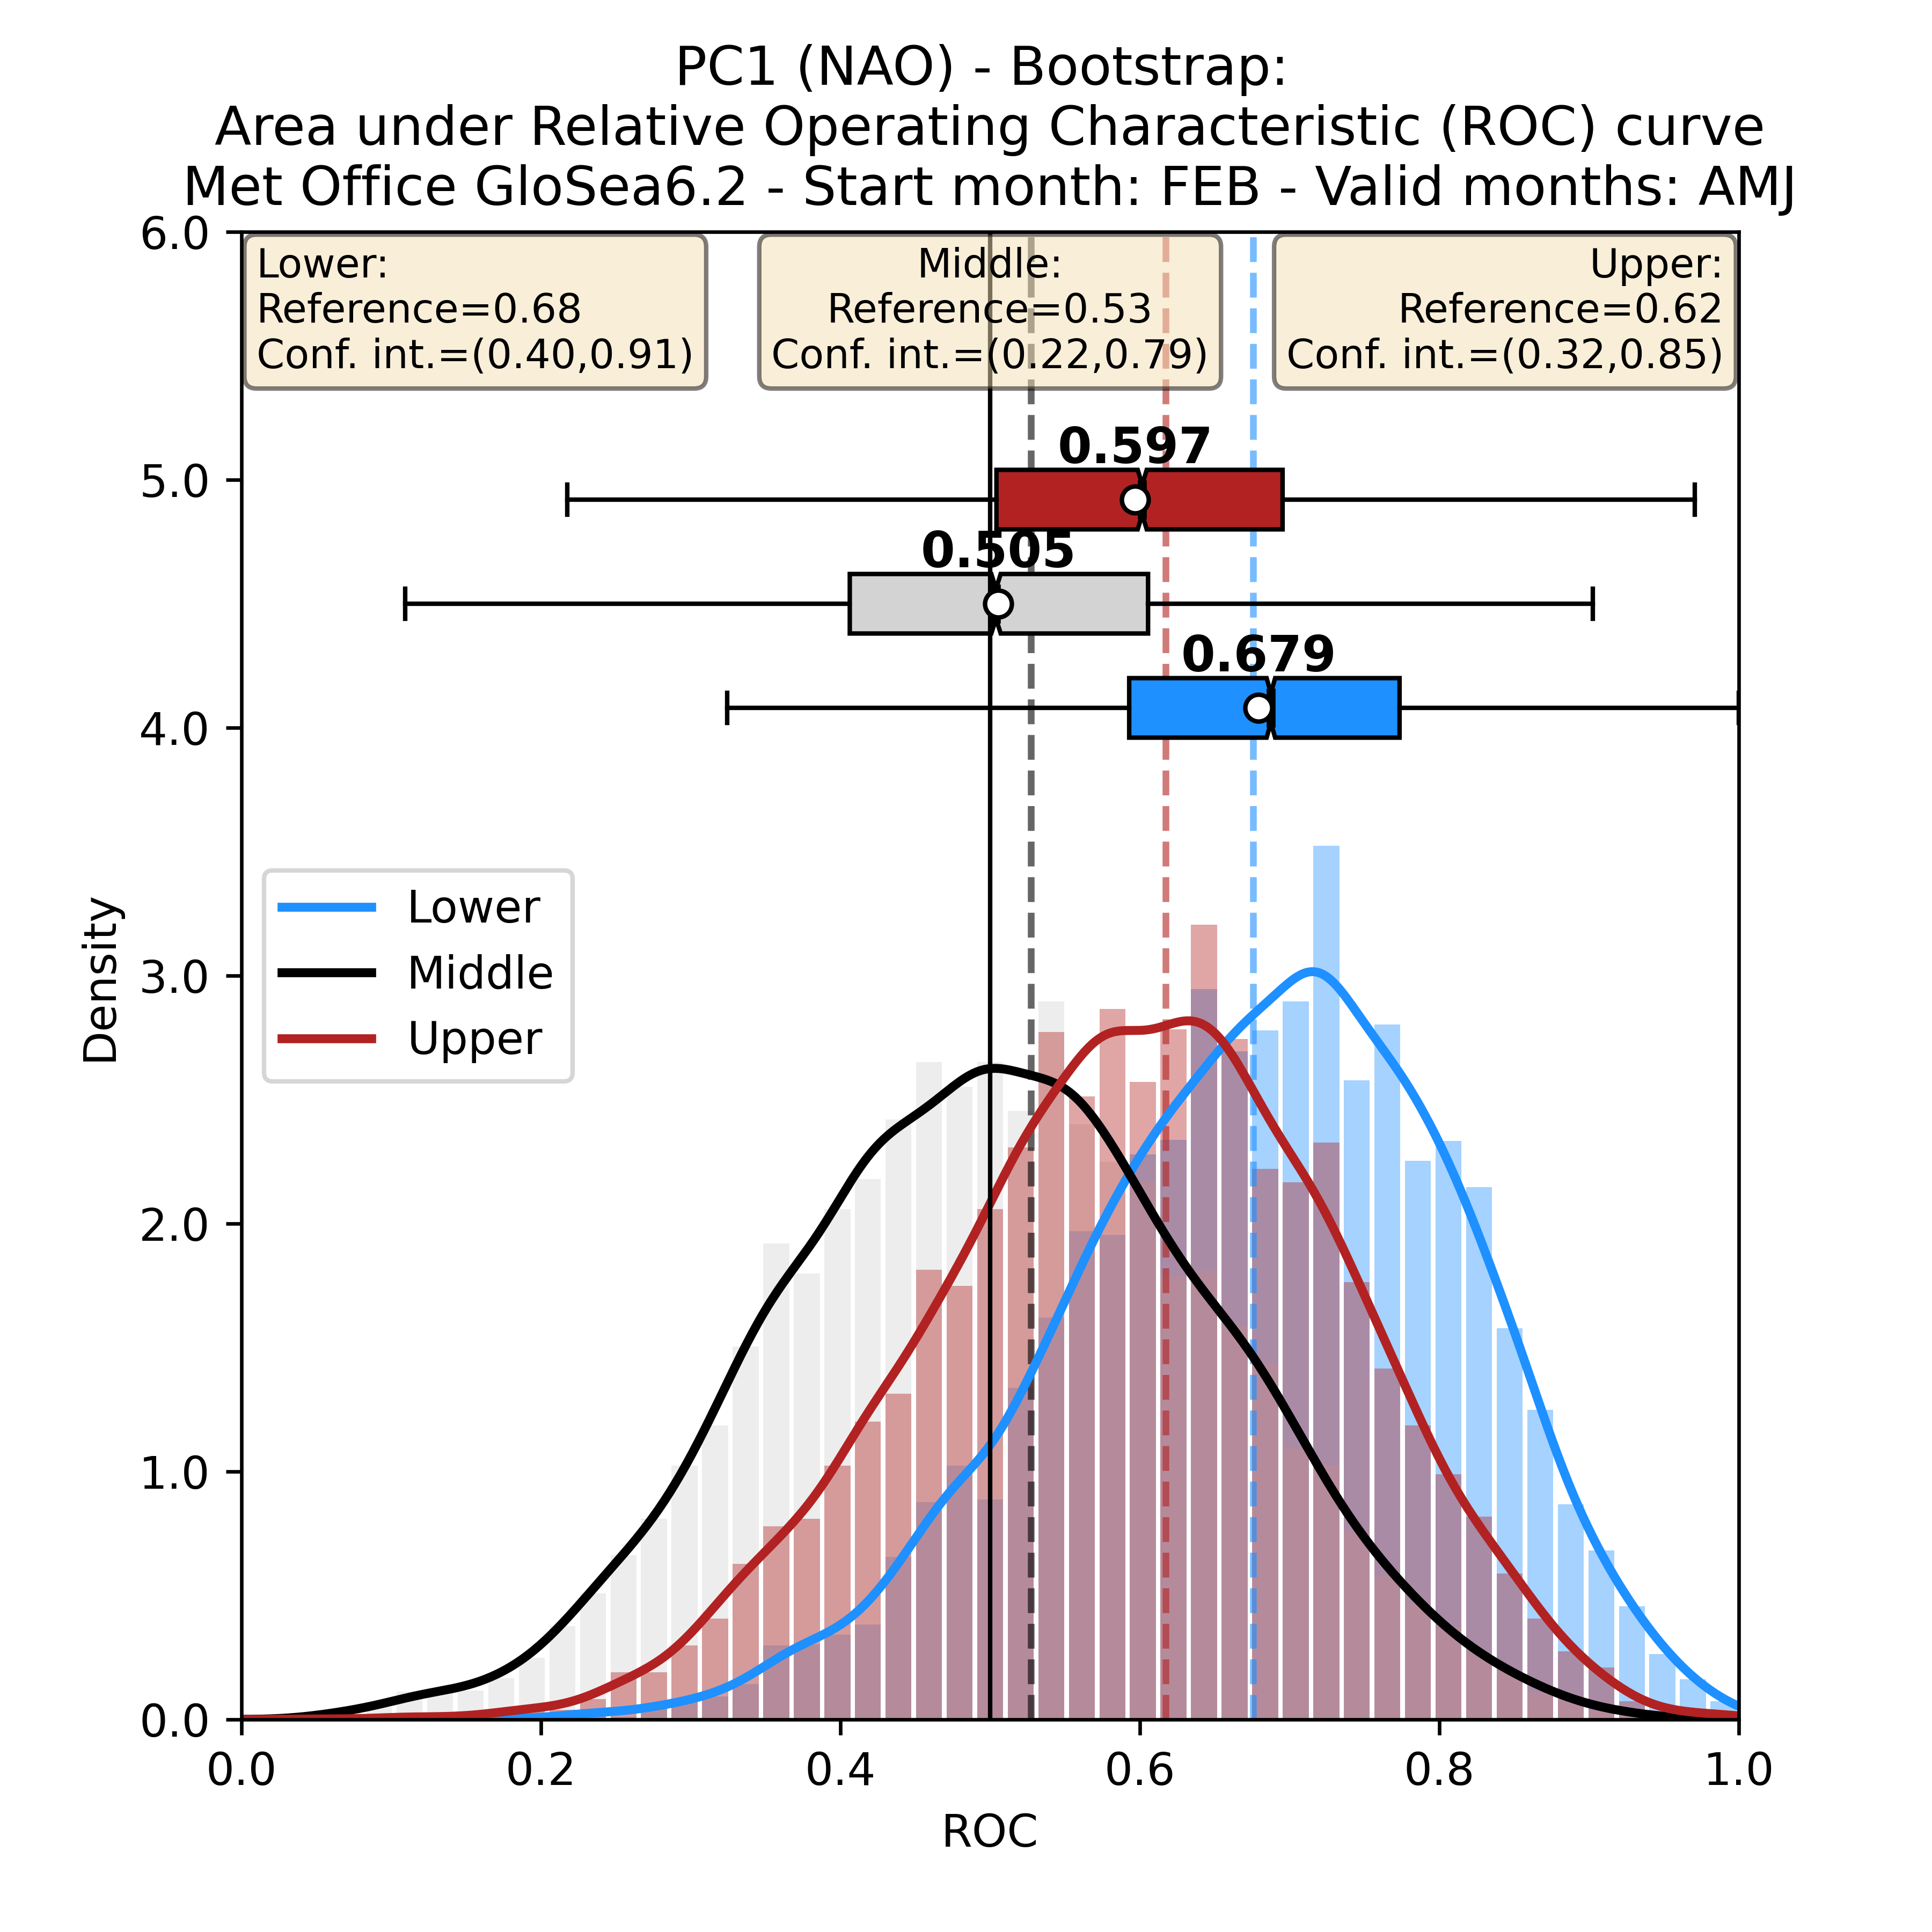 PC1 (NAO) - Bootstrap:
Area under Relative Operating Characteristic (ROC) curve
Met Office GloSea6.2 - Start month: FEB - Valid months: AMJ
Lower:
Reference=0.68
Conf. int.=(0.40,0.91)
Middle:
Reference=0.53
Conf. int.=(0.22,0.79)
Upper:
Reference=0.62
Conf. int.=(0.32,0.85)
0.597
0.505
0.679
Lower
Middle
Upper
Density
6.0
5.0
4.0
3.0
2.0
1.0
0.0
0.0
0.2
0.4
0.6
0.8
1.0
ROC